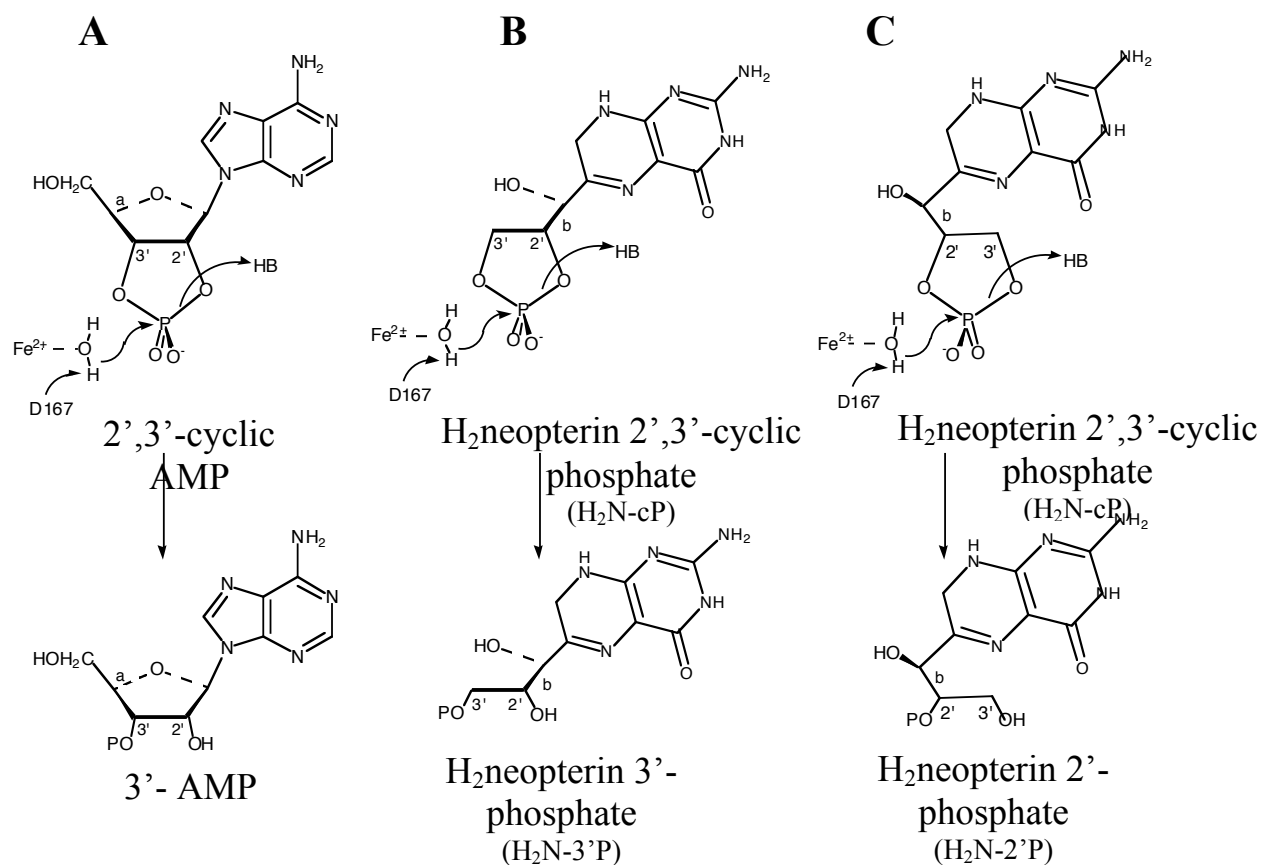 A
B
C
NH2
N
N
N
N
HOH2C
a
O
3'
2'
HB
O
O
P
O
O-
H
Fe2+
O
H
D167
2',3'-cyclic
AMP
NH2
N
N
N
N
HOH2C
a
O
3'
2'
PO
OH
3'- AMP
H
N
N
NH2
NH
N
O
HO
b
3'
2'
HB
O
O
P
O
O-
H
Fe2+
O
H
D167
H2neopterin 2',3'-cyclic
phosphate
(H2N-cP)
H
N
N
NH2
NH
N
O
HO
b
3'
2'
PO
OH
H2neopterin 3'-
phosphate
(H2N-3'P)
H
N
N
NH2
NH
N
O
HO
b
2'
3'
HB
O
O
P
-O
O
H
Fe2+
O
H
D167
H2neopterin 2',3'-cyclic
phosphate
(H2N-cP)
H
N
N
NH2
NH
N
O
HO
b
2'
3'
PO
OH
H2neopterin 2'-
phosphate
(H2N-2'P)